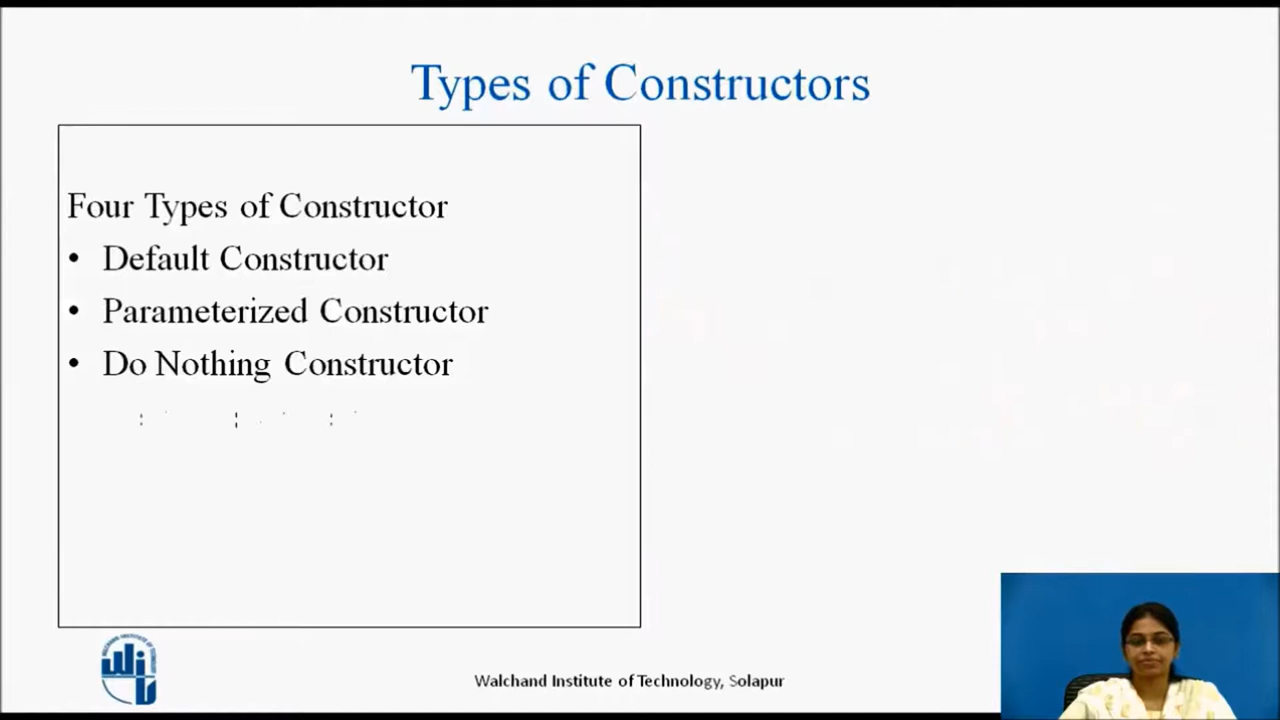 Types of Constructors
Four Types of Constructor
• Default Constructor
• Parameterized Constructor
• Do Nothing Constructor
Walchand Institute of Technology, Solapur